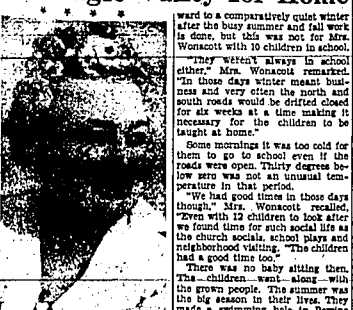 of Home
ward to a comparatively quiet winter
after the busy summer and fall work
is done, but this was not for Mrs.
Wonacott with 10 children in school.
"They weren't always in school
either," Mrs. Wonacott remarked.
"In those days winter meant busi-
ness and very often the north and
south roads would be drifted closed
for six weeks at a time making it
necessary for the children to be
taught at home."
Some mornings it was too cold for
them to go to school even if the
roads were open. Thirty degrees be-
low zero was not an unusual tem-
perature in that period.
"We had good times in those days
though," Mrs. Wonacott recalled,
"Even with 12 children to look after
we found time for such social life as
the church socials, school plays and
neighborhood visiting. "The children
had a good time too."
There was no baby sitting then.
The children went along with
the grown people. The summer was
the big season in their lives. They
made a swimming hole in